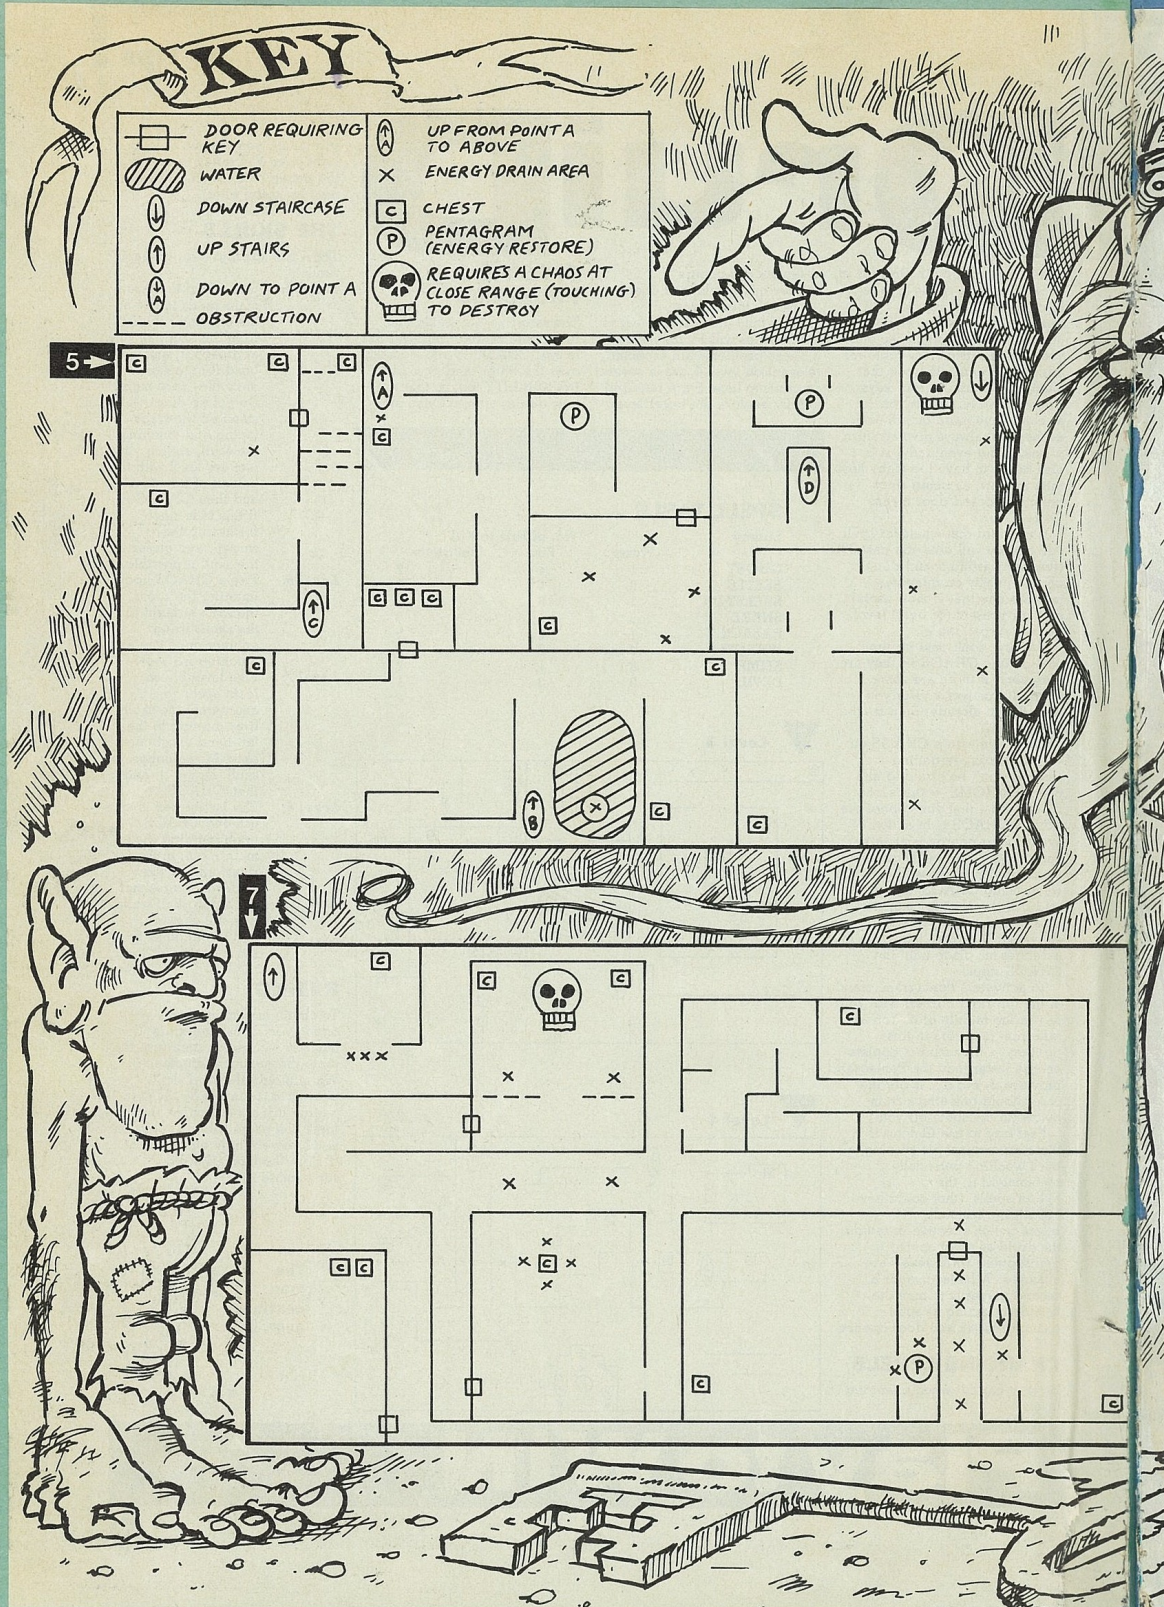 KEY
DOOR REQUIRING
KEY
WATER
DOWN STAIRCASE
UP STAIRS
A
DOWN TO POINT A
OBSTRUCTION
A
UP FROM POINT A
TO ABOVE
X
ENERGY DRAIN AREA
C
CHEST
P
PENTAGRAM
(ENERGY RESTORE)
REQUIRES A CHAOS AT
CLOSE RANGE (TOUCHING)
TO DESTROY
5
C C C A
P P
X C
X D X
C
X
X X X
C C C C C
X
C C X
B X C C X
7
C C C
C
X X X
X X
X X
X
X
C C X C X X
X X
X X X
X P
C X C